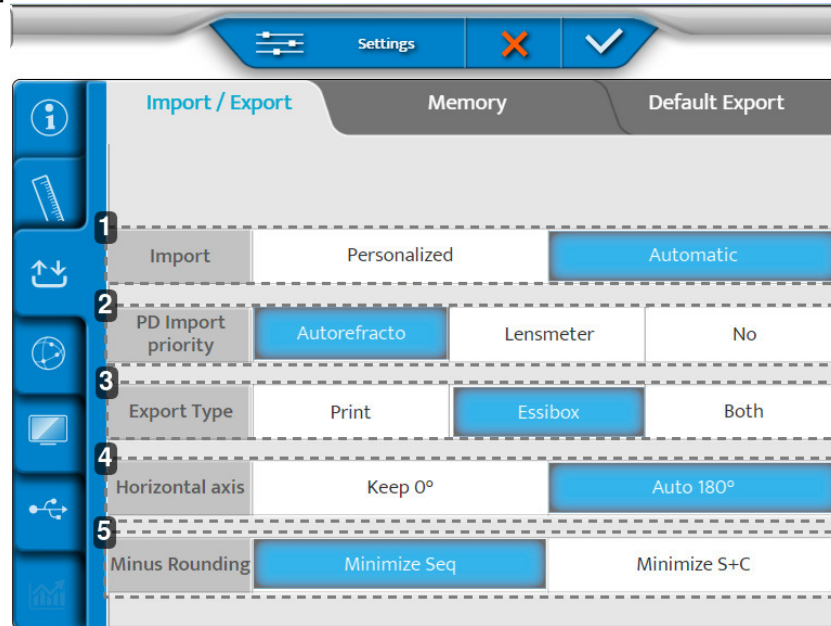 Settings
Import / Export Memory Default Export
1
Import Personalized Automatic
2
PD Import
priority Autorefracto Lensmeter No
3
Export Type Print Essibox Both
4
Horizontal axis Keep 0° Auto 180°
5
Minus Rounding Minimize Seq Minimize S+C